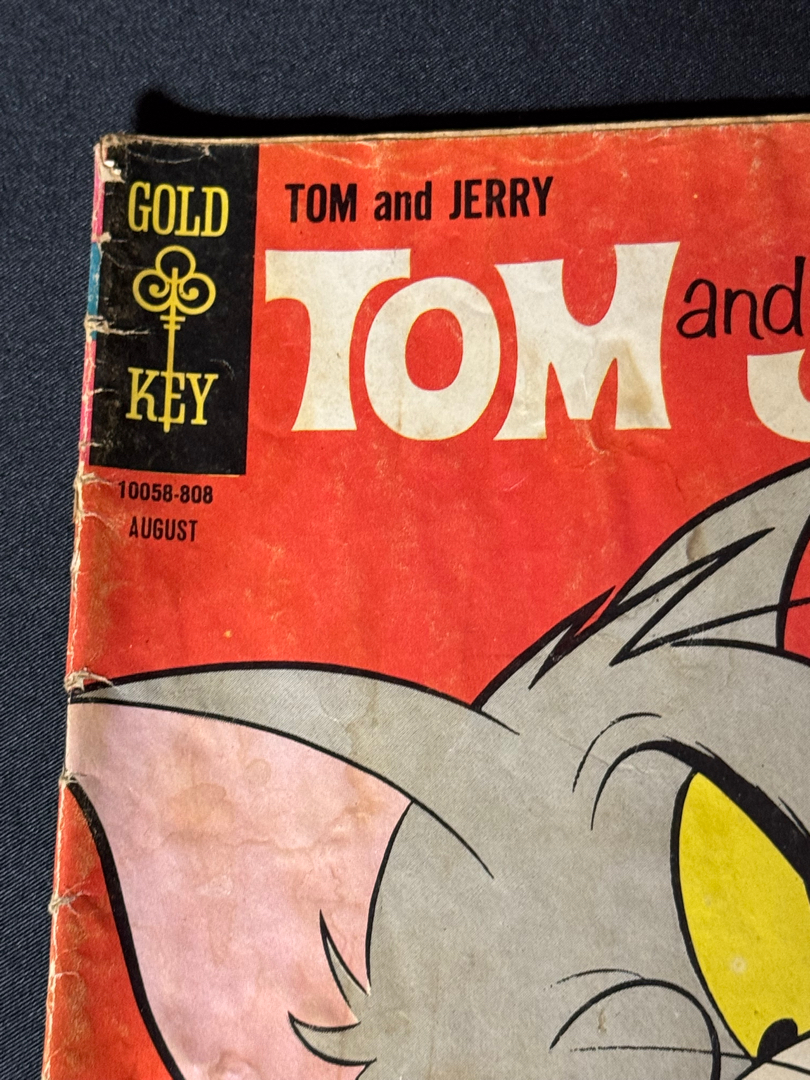 GOLD
KEY
TOM and JERRY
TOM and
10058-808
AUGUST